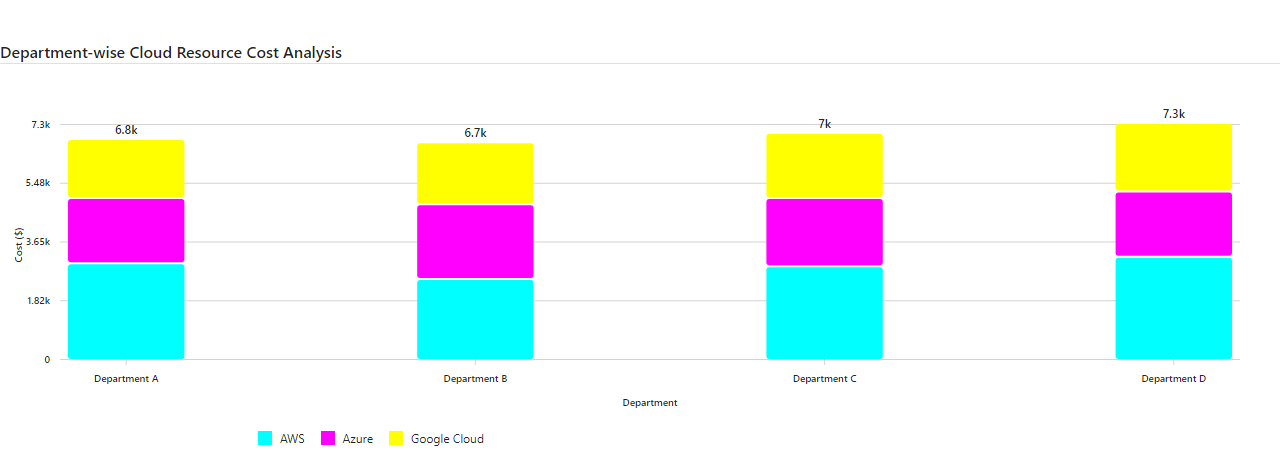 Department-wise Cloud Resource Cost Analysis
7.3k
5.48k
3.65k
1.82k
0
Cost ($)
6.8k
6.7k
7k
7.3k
Department A
Department B
Department C
Department D
Department
AWS
Azure
Google Cloud